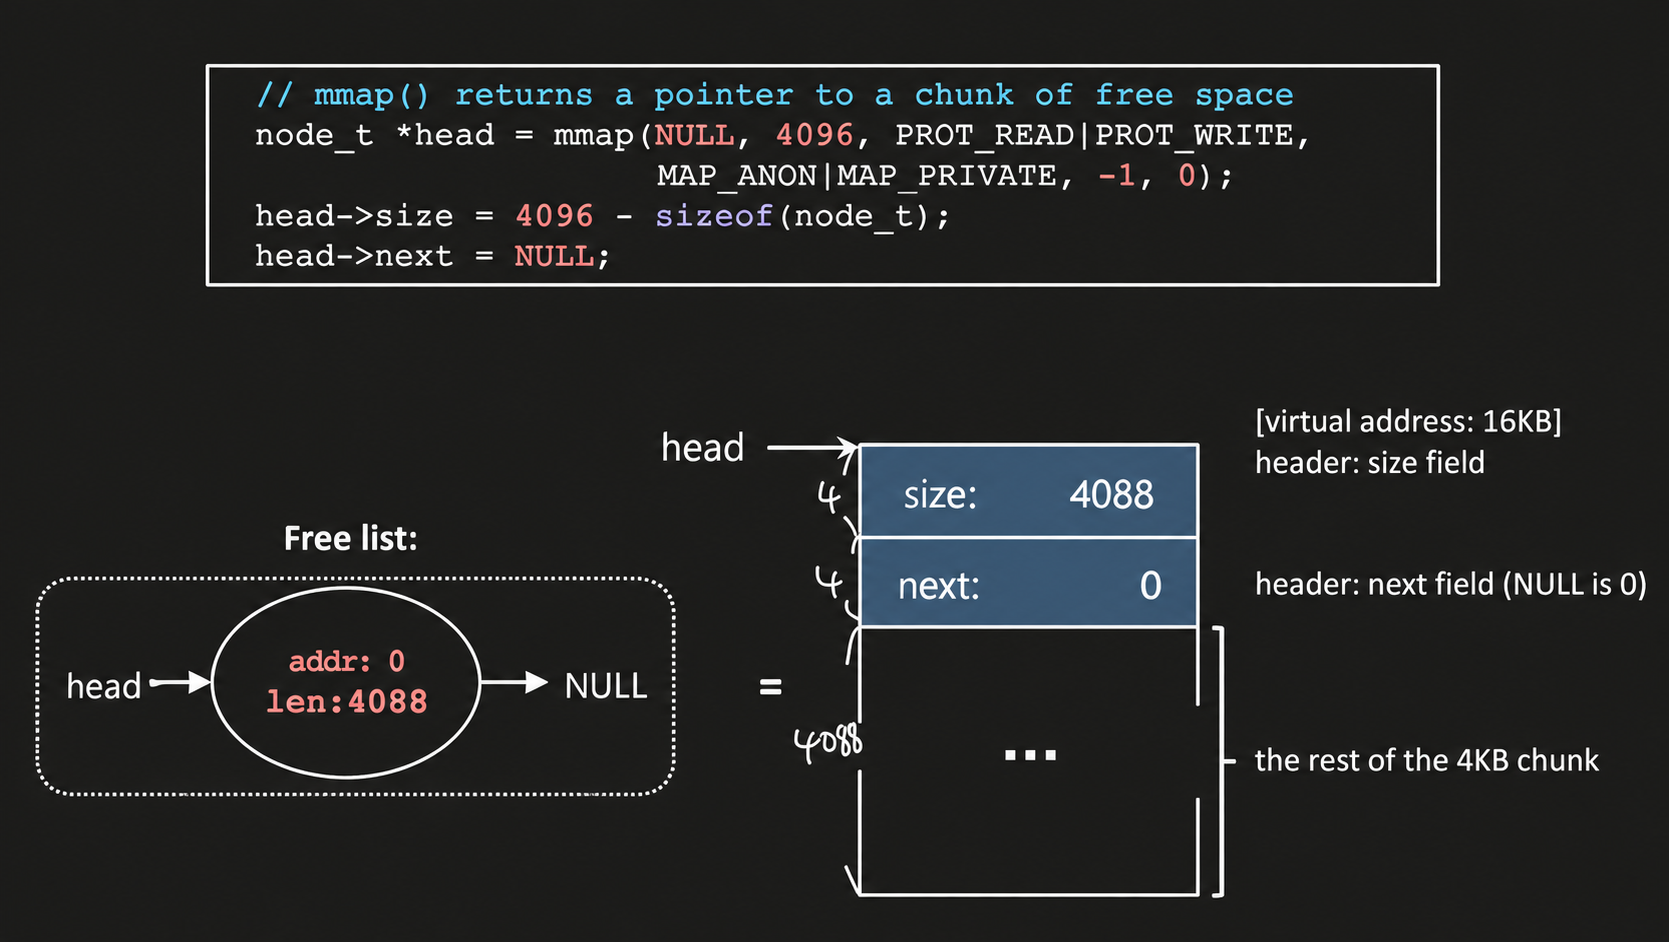 // mmap() returns a pointer to a chunk of free space
node_t *head = mmap(NULL, 4096, PROT_READ|PROT_WRITE,
MAP_ANON|MAP_PRIVATE, -1, 0);
head->size = 4096 - sizeof(node_t);
head->next = NULL;
Free list:
head
addr: 0
len:4088
NULL
=
head
4
size: 4088
4
next: 0
4088
...
[virtual address: 16KB]
header: size field
header: next field (NULL is 0)
the rest of the 4KB chunk